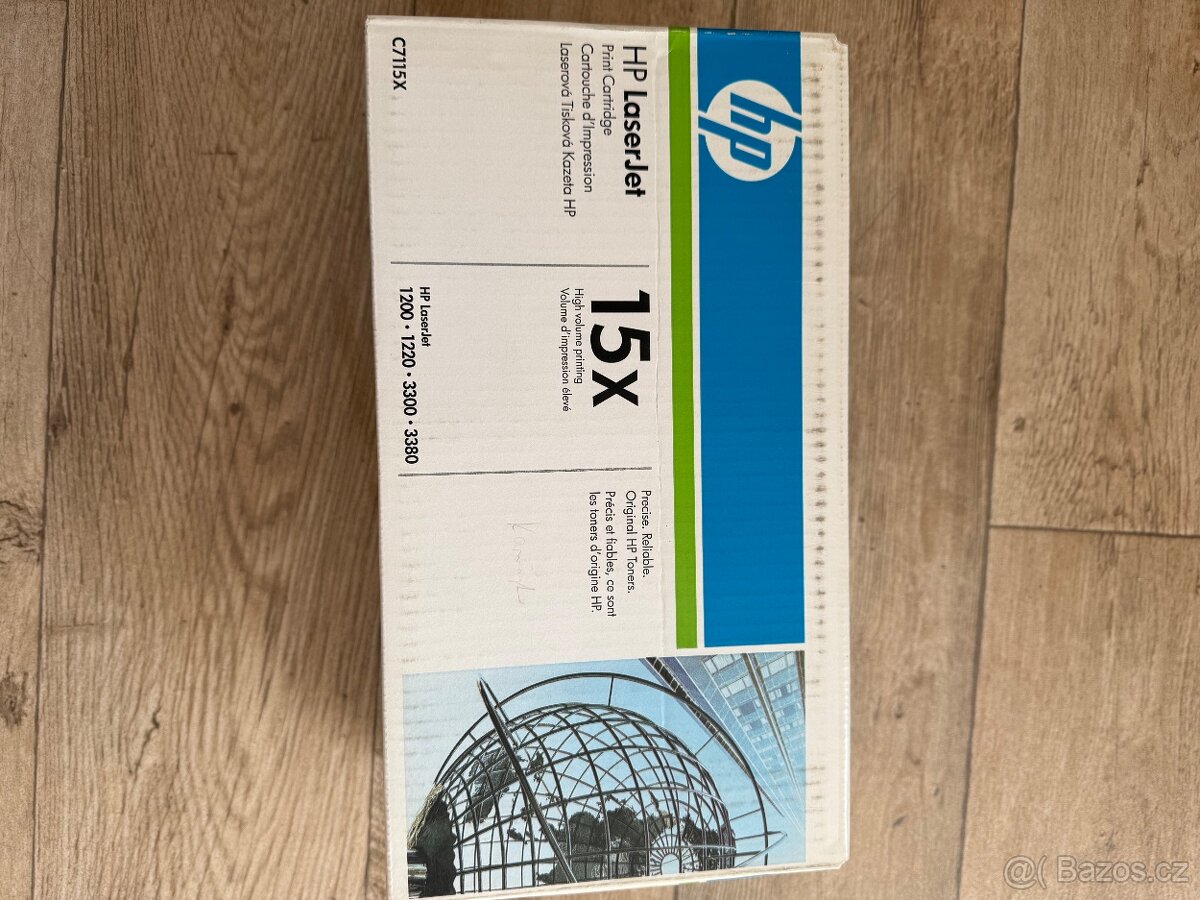 hp
HP LaserJet
Print Cartridge
Cartouche d'Impression
Laserová Tisková Kazeta HP
C7115X
15X
High volume printing
Volume d'impression élevé
HP LaserJet
1200 • 1220 • 3300 • 3380
Precise. Reliable.
Original HP Toners.
Précis et fiables, ce sont
les toners d'origine HP.
@( Bazos.cz